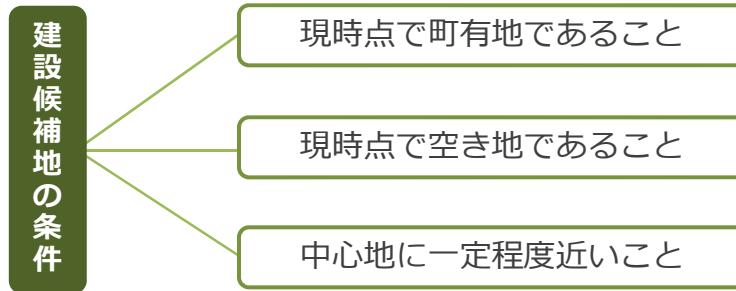 建設候補地の条件
現時点で町有地であること
現時点で空き地であること
中心地に一定程度近いこと